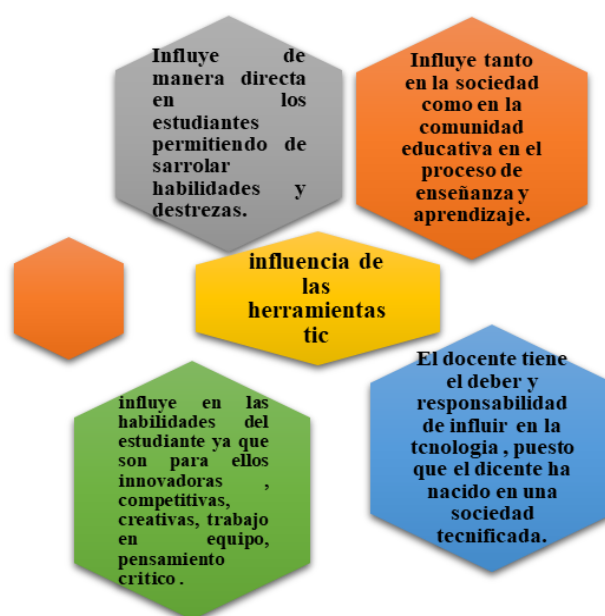 Influye de
manera directa
en los
estudiantes
permitiendo de
sarrolar
habilidades y
destrezas.
Influye tanto
en la sociedad
como en la
comunidad
educativa en el
proceso de
enseñanza y
aprendizaje.
influencia de
las
herramientas
tic
influye en las
habilidades del
estudiante ya que
son para ellos
innovadoras ,
competitivas,
creativas, trabajo
en equipo,
pensamiento
critico .
El docente tiene
el deber y
responsabilidad
de influir en la
tcnologia , puesto
que el dicente ha
nacido en una
sociedad
tecnificada.